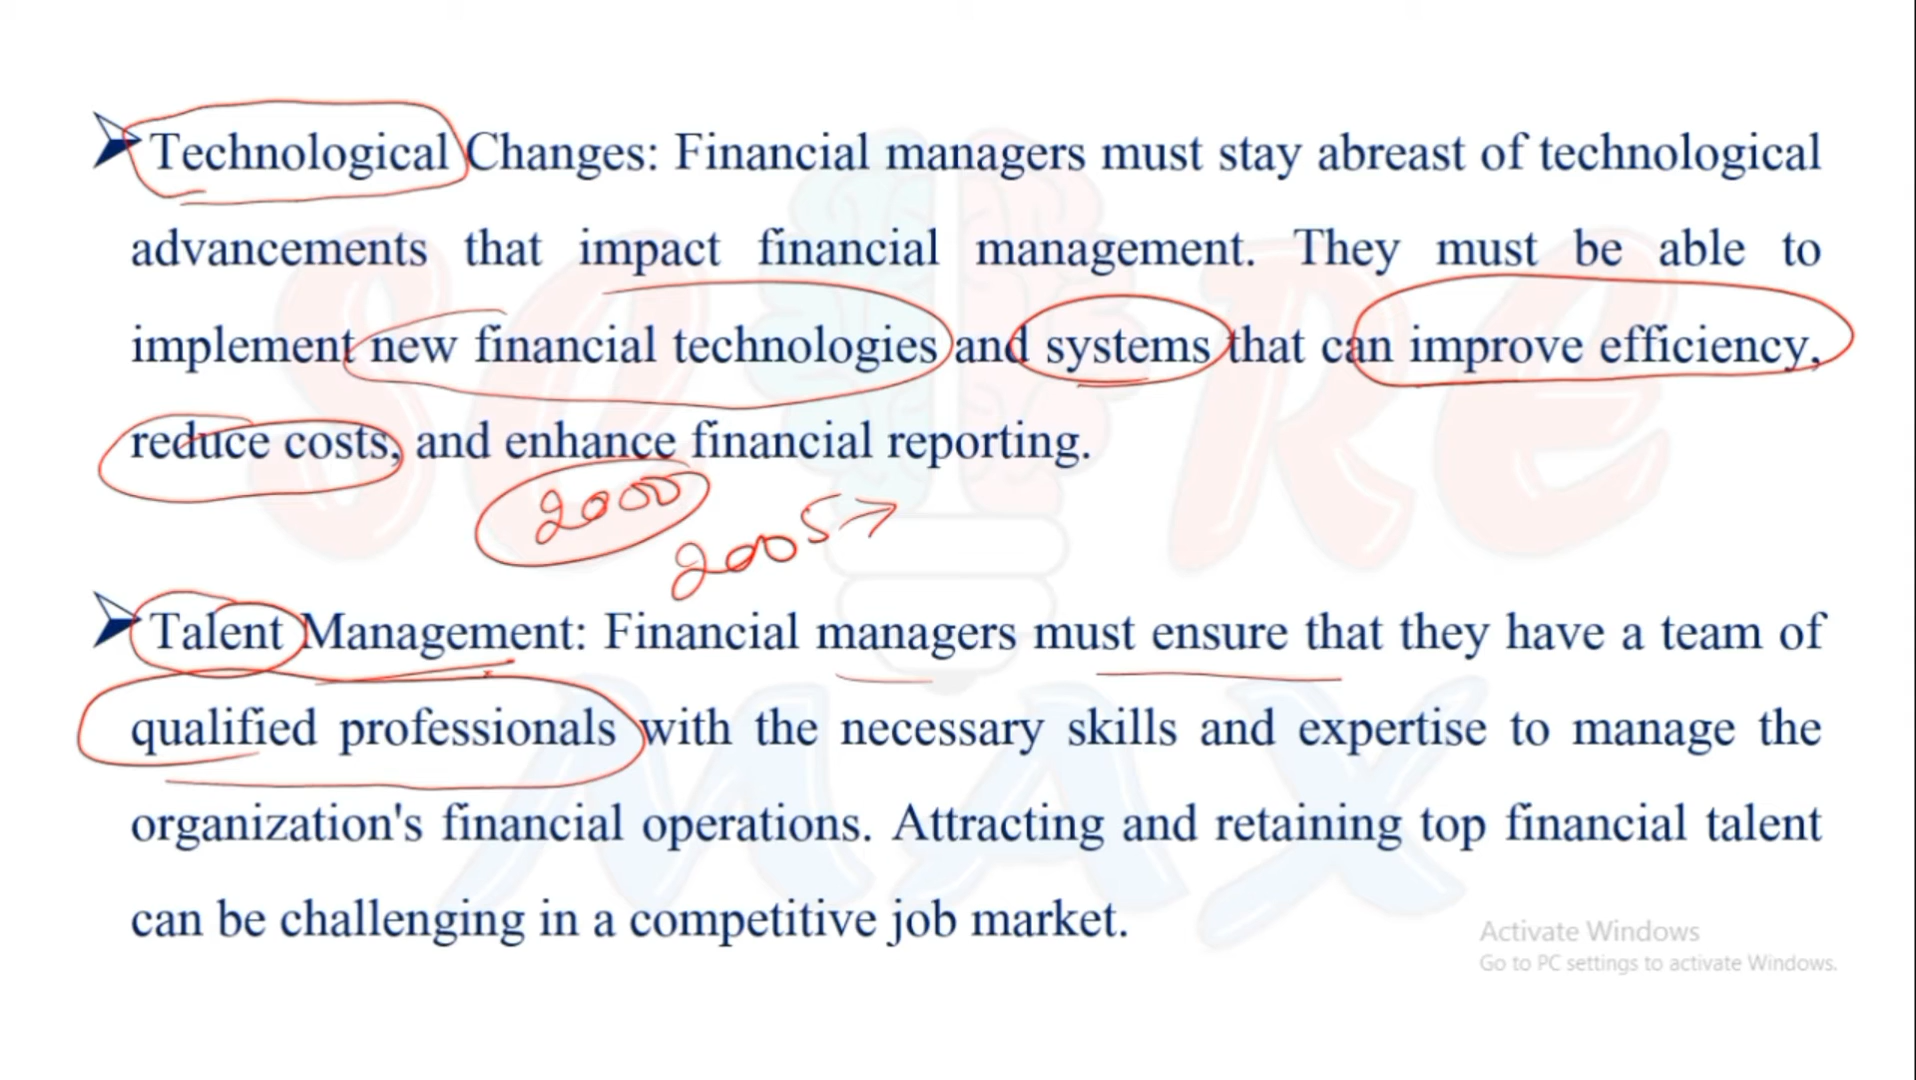 Technological Changes: Financial managers must stay abreast of technological
advancements that impact financial management. They must be able to
implement new financial technologies and systems that can improve efficiency,
reduce costs, and enhance financial reporting.
2000
2005
Talent Management: Financial managers must ensure that they have a team of
qualified professionals with the necessary skills and expertise to manage the
organization's financial operations. Attracting and retaining top financial talent
can be challenging in a competitive job market.
SCORE
MAX
Activate Windows
Go to PC settings to activate Windows.